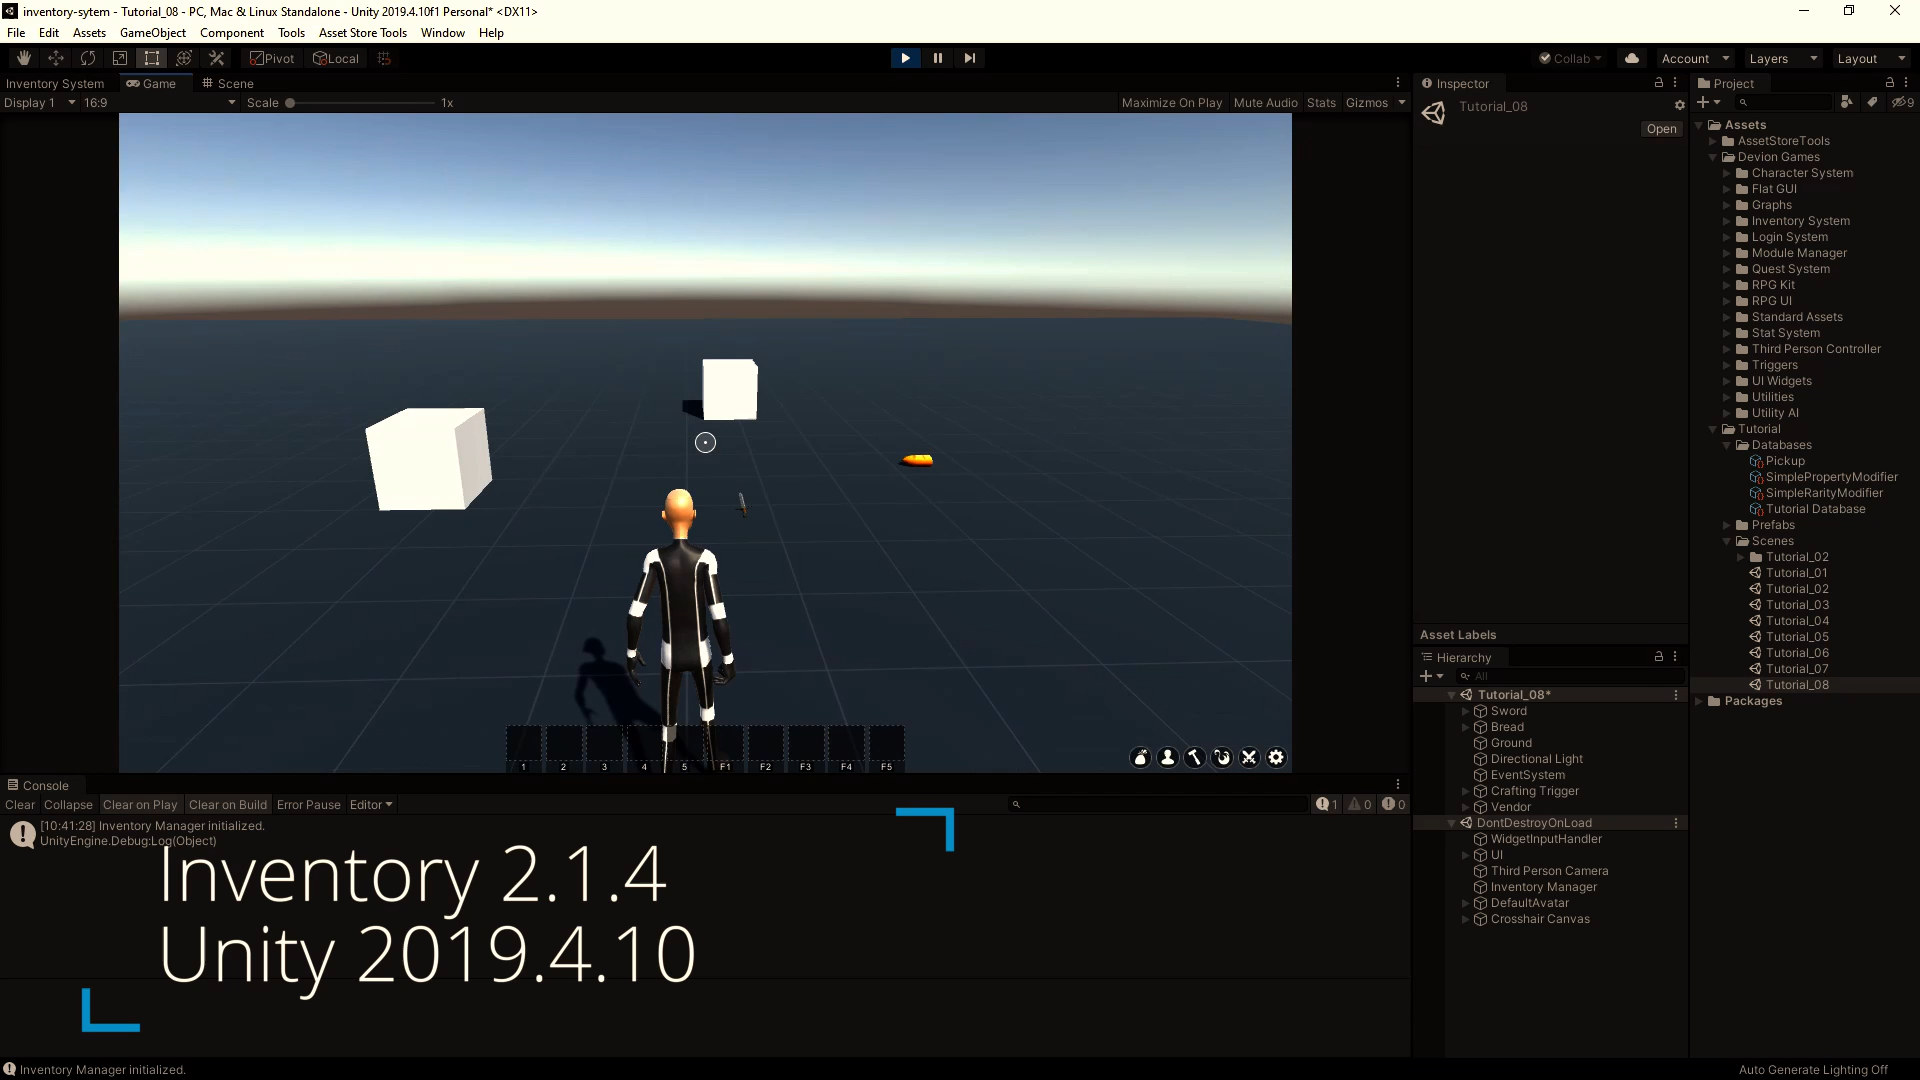 inventory-sytem - Tutorial_08 - PC, Mac & Linux Standalone - Unity 2019.4.10f1 Personal* <DX11>
File Edit Assets GameObject Component Tools Asset Store Tools Window Help
Pivot Local Collab Account Layers Layout
Inventory System Game Scene
Display 1 16:9 Scale 1x Maximize On Play Mute Audio Stats Gizmos
1 2 3 4 5 F1 F2 F3 F4 F5
Console
Clear Collapse Clear on Play Clear on Build Error Pause Editor 1 0 0
[10:41:28] Inventory Manager initialized.
UnityEngine.Debug:Log(Object)
Inventory 2.1.4
Unity 2019.4.10
Inspector
Tutorial_08
Open
Asset Labels
Hierarchy
All
Tutorial_08*
Sword
Bread
Ground
Directional Light
EventSystem
Crafting Trigger
Vendor
DontDestroyOnLoad
WidgetInputHandler
UI
Third Person Camera
Inventory Manager
DefaultAvatar
Crosshair Canvas
Project
9
Assets
AssetStoreTools
Devion Games
Character System
Flat GUI
Graphs
Inventory System
Login System
Module Manager
Quest System
RPG Kit
RPG UI
Standard Assets
Stat System
Third Person Controller
Triggers
UI Widgets
Utilities
Utility AI
Tutorial
Databases
Pickup
SimplePropertyModifier
SimpleRarityModifier
Tutorial Database
Prefabs
Scenes
Tutorial_02
Tutorial_01
Tutorial_02
Tutorial_03
Tutorial_04
Tutorial_05
Tutorial_06
Tutorial_07
Tutorial_08
Packages
Inventory Manager initialized.
Auto Generate Lighting Off